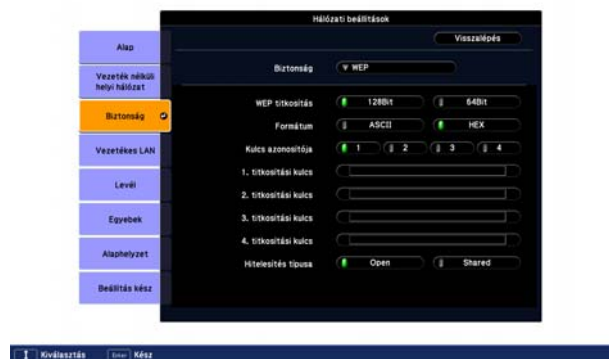 Hálózati beállítások
Visszalépés
Alap
Vezeték nélküli
helyi hálózat
Biztonság
Vezetékes LAN
Levél
Egyebek
Alaphelyzet
Beállítás kész
Biztonság WEP
WEP titkosítás 128Bit 64Bit
Formátum ASCII HEX
Kulcs azonosítója 1 2 3 4
1. titkosítási kulcs
2. titkosítási kulcs
3. titkosítási kulcs
4. titkosítási kulcs
Hitelesítés típusa Open Shared
Kiválasztás Enter Kész